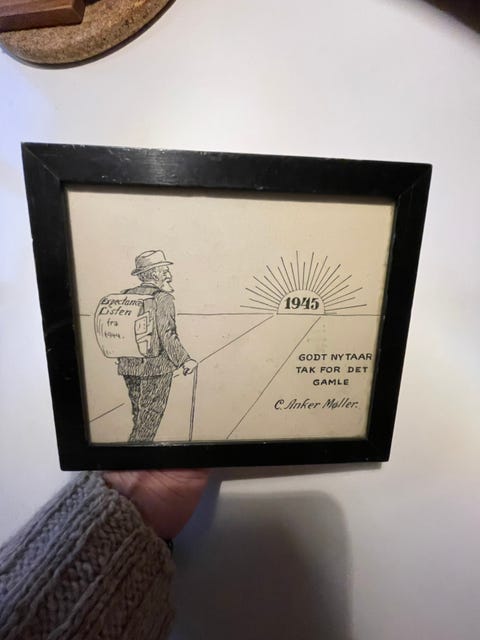 Expectance
Listen
fra
1944.
1945
GODT NYTAAR
TAK FOR DET
GAMLE
C. Anker Møller.